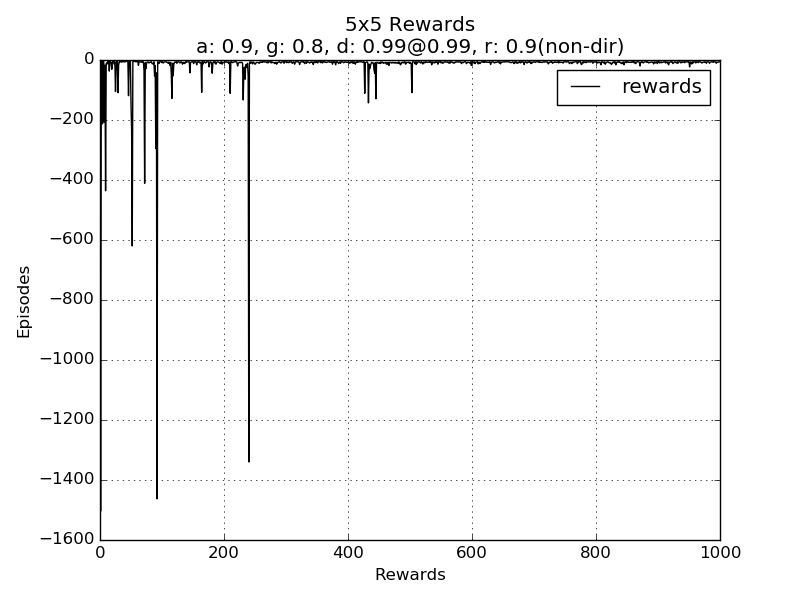 5x5 Rewards
a: 0.9, g: 0.8, d: 0.99@0.99, r: 0.9(non-dir)
rewards
0
−200
−400
−600
−800
−1000
−1200
−1400
−1600
Episodes
0 200 400 600 800 1000
Rewards